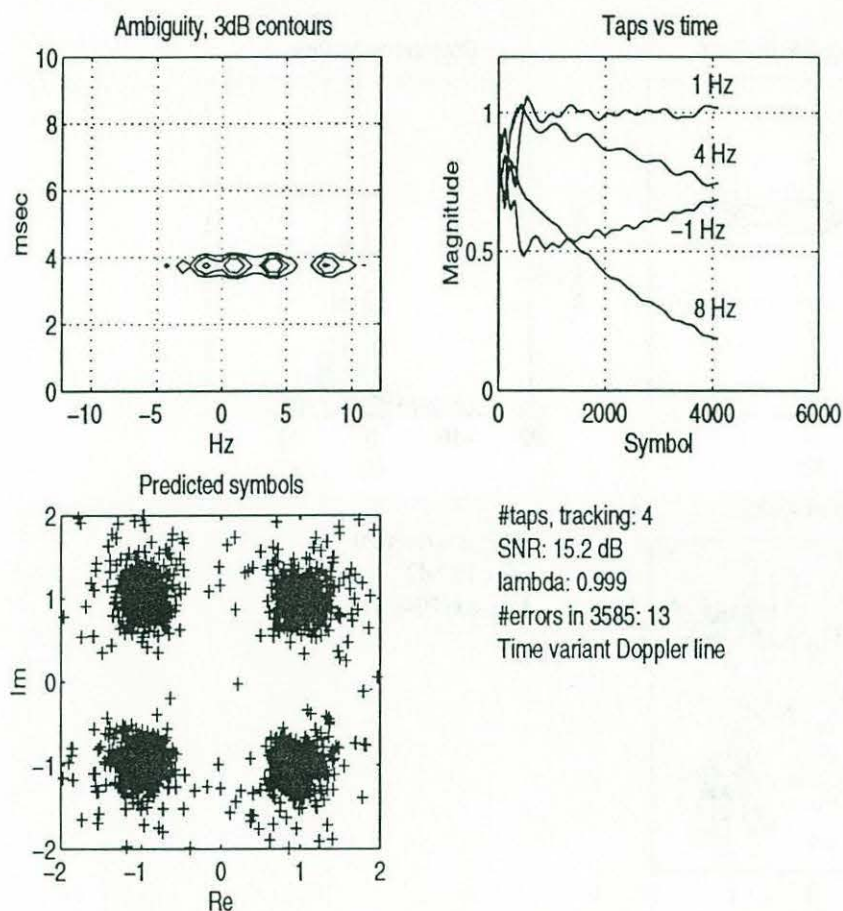 Ambiguity, 3dB contours
10
8
6
4
2
0
msec
-10
-5
0
5
10
Hz
Taps vs time
1
0.5
0
Magnitude
1 Hz
4 Hz
-1 Hz
8 Hz
0
2000
4000
6000
Symbol
Predicted symbols
2
1
0
-1
-2
Im
-2
-1
0
1
2
Re
#taps, tracking: 4
SNR: 15.2 dB
lambda: 0.999
#errors in 3585: 13
Time variant Doppler line